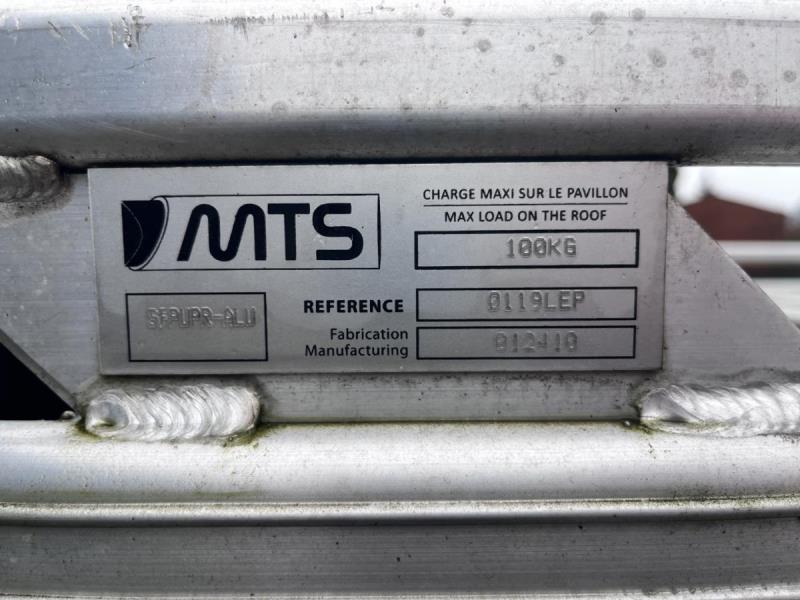 MTS
CHARGE MAXI SUR LE PAVILLON
MAX LOAD ON THE ROOF
100KG
REFERENCE
0119LEP
Fabrication
Manufacturing
012410